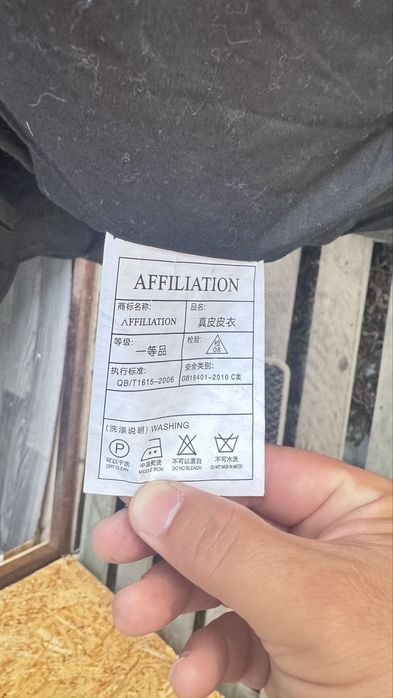 AFFILIATION
商标名称: 品名:
AFFILIATION 真皮皮衣
等级: 检验:
一等品 检 08
执行标准: 安全类别:
QB/T1615-2006 GB18401-2010 C类
(洗涤说明) WASHING
P
可以干洗 中温熨烫 不可以漂白 不可水洗
DRY CLEAN MIDDLE IRON DO NO BLEACH DO NOT WASH IN WATER